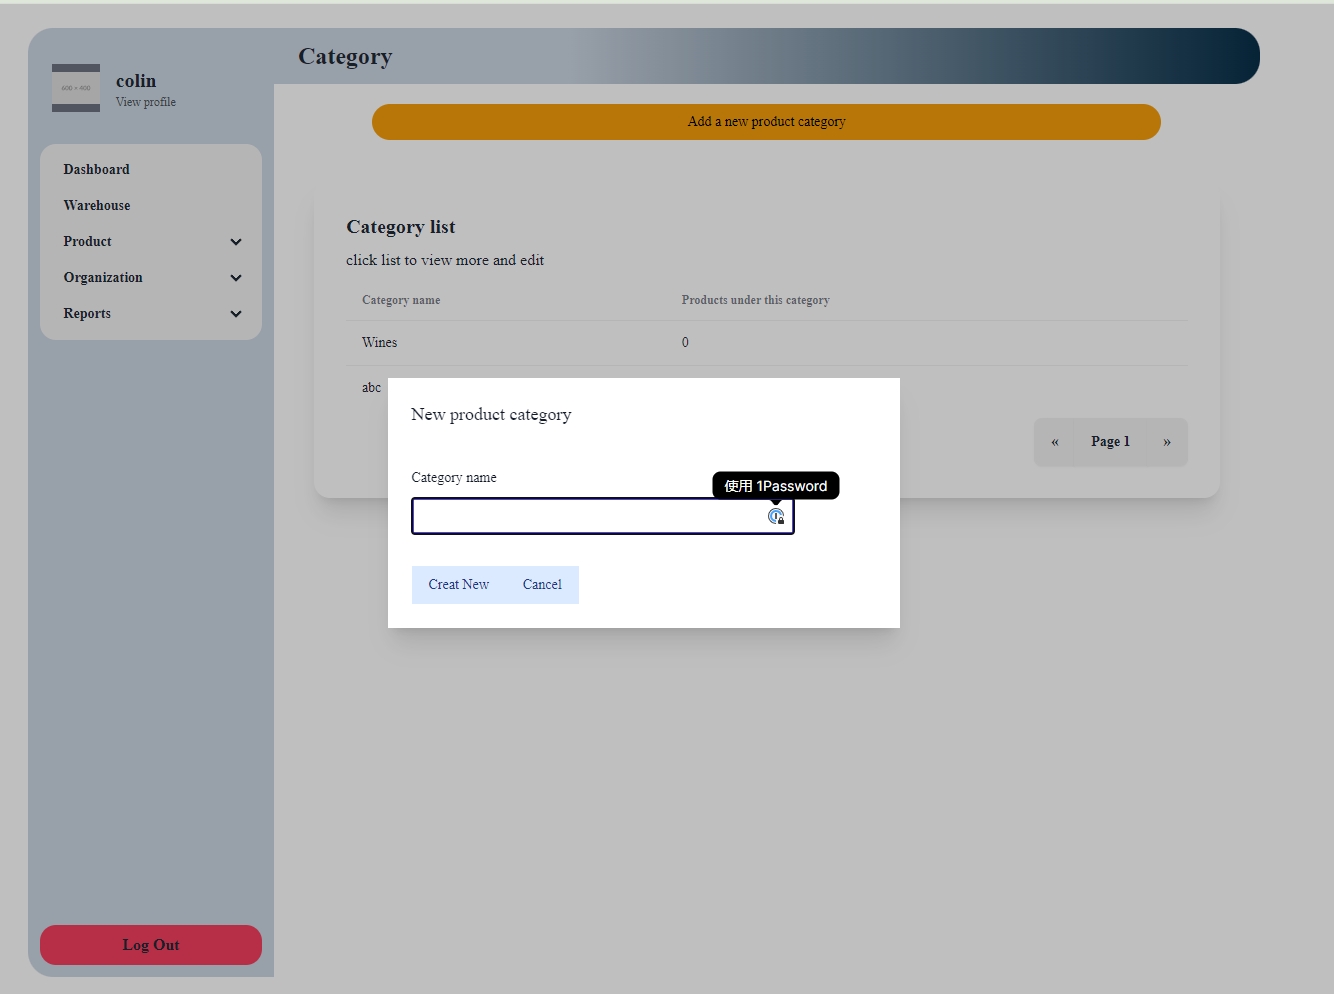 Category
600 × 400
colin
View profile
Dashboard
Warehouse
Product
Organization
Reports
Log Out
Add a new product category
Category list
click list to view more and edit
Category name Products under this category
Wines 0
abc
« Page 1 »
New product category
Category name
使用 1Password
Creat New Cancel